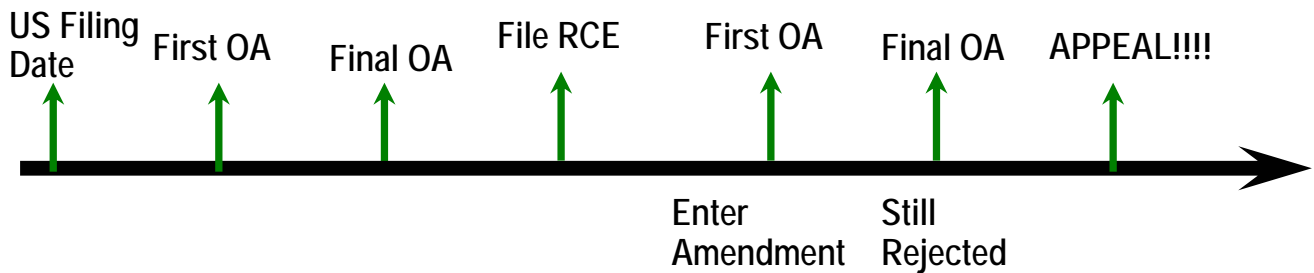 US Filing
Date
First OA
Final OA
File RCE
First OA
Final OA
APPEAL!!!!
Enter
Amendment
Still
Rejected